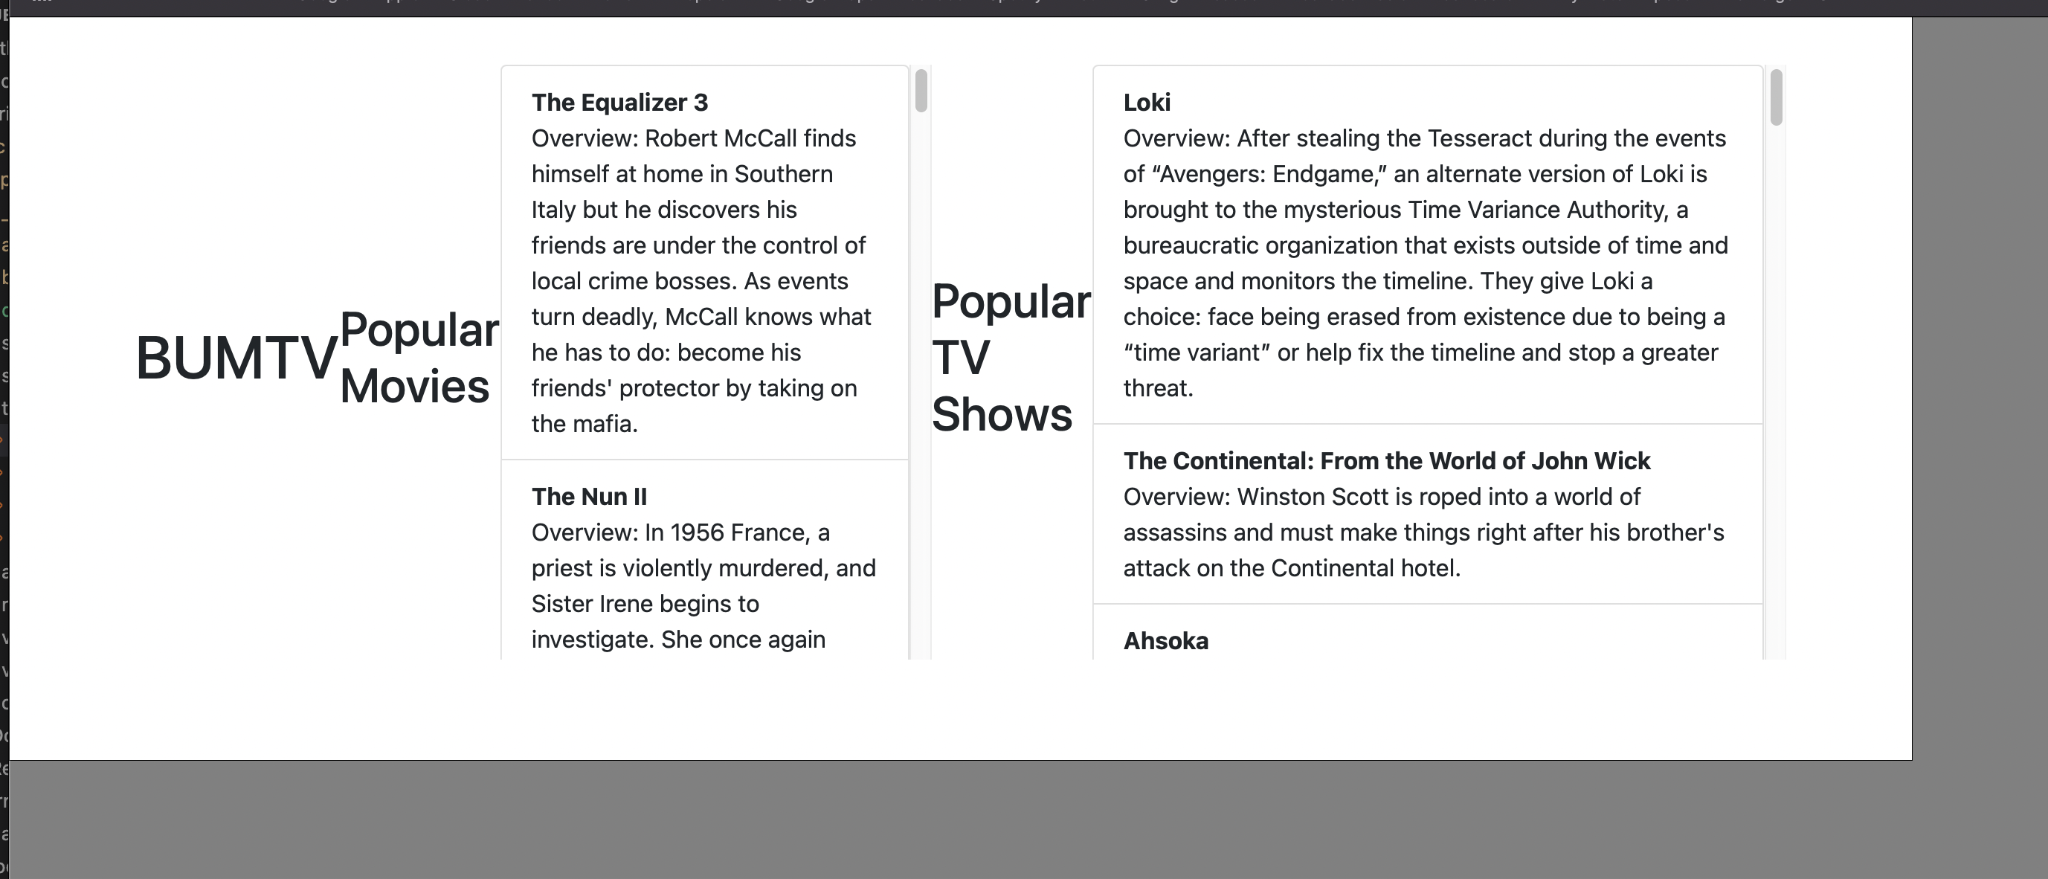 BUMTV
Popular
Movies
The Equalizer 3
Overview: Robert McCall finds
himself at home in Southern
Italy but he discovers his
friends are under the control of
local crime bosses. As events
turn deadly, McCall knows what
he has to do: become his
friends' protector by taking on
the mafia.
The Nun II
Overview: In 1956 France, a
priest is violently murdered, and
Sister Irene begins to
investigate. She once again
Popular
TV
Shows
Loki
Overview: After stealing the Tesseract during the events
of “Avengers: Endgame,” an alternate version of Loki is
brought to the mysterious Time Variance Authority, a
bureaucratic organization that exists outside of time and
space and monitors the timeline. They give Loki a
choice: face being erased from existence due to being a
“time variant” or help fix the timeline and stop a greater
threat.
The Continental: From the World of John Wick
Overview: Winston Scott is roped into a world of
assassins and must make things right after his brother's
attack on the Continental hotel.
Ahsoka